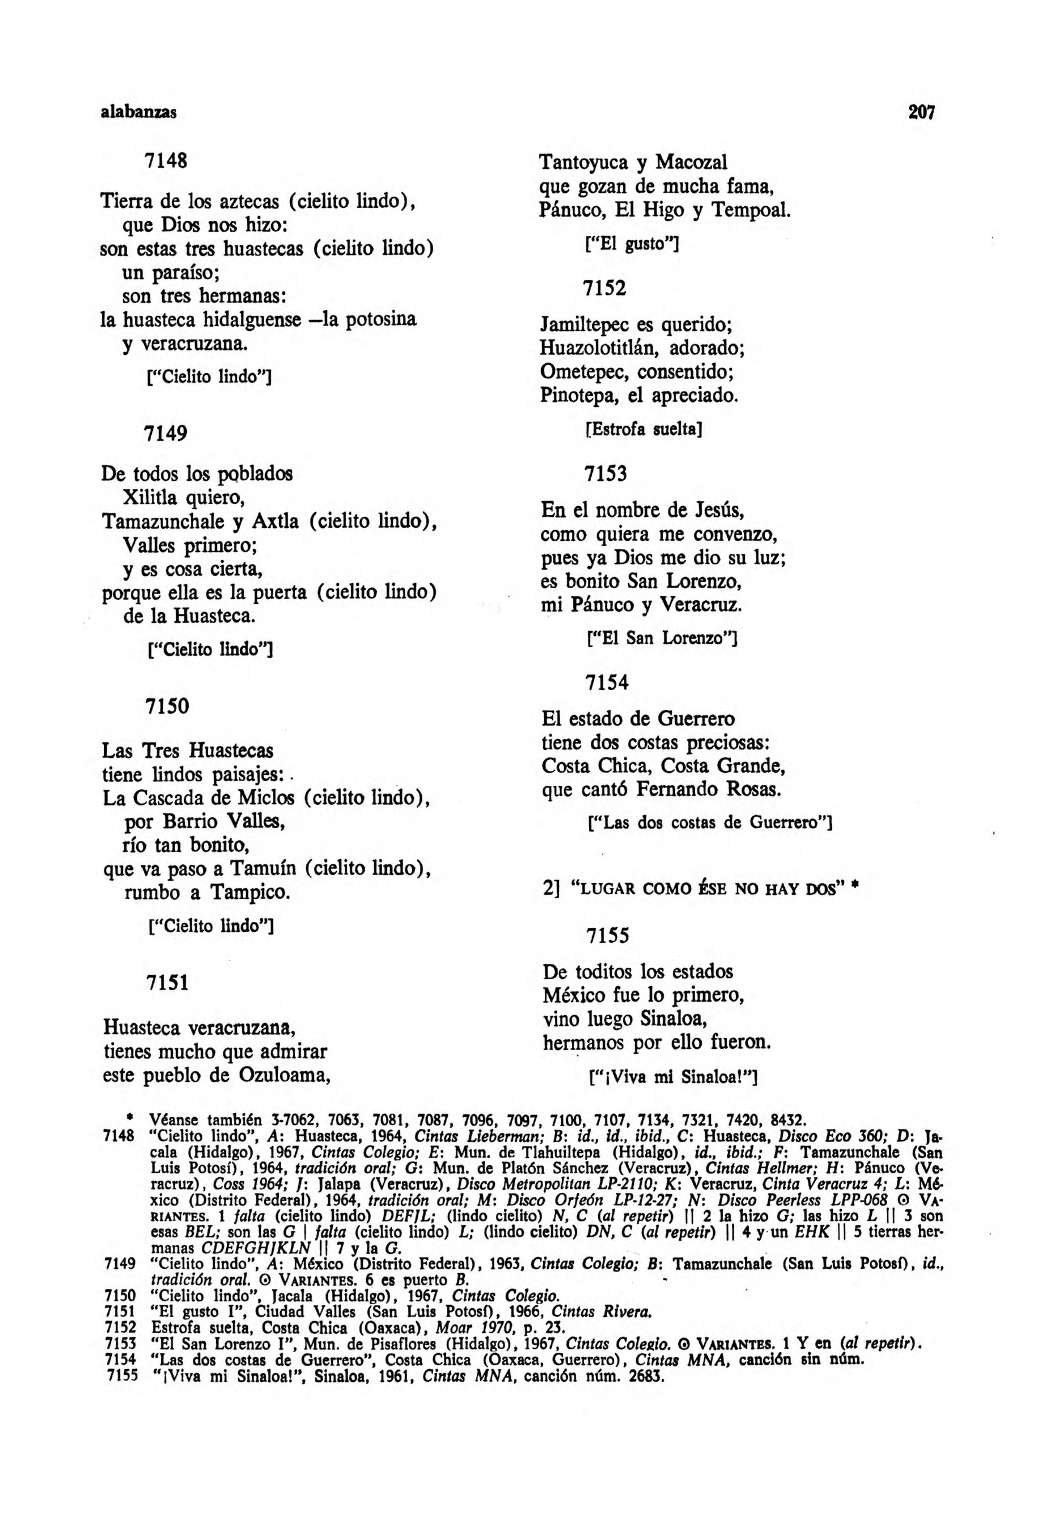 alabanzas 207
7148
Tierra de los aztecas (cielito lindo),
que Dios nos hizo:
son estas tres huastecas (cielito lindo)
un paraíso;
son tres hermanas:
la huasteca hidalguense —la potosina
y veracruzana.
["Cielito lindo"]
7149
De todos los poblados
Xilitla quiero,
Tamazunchale y Axtla (cielito lindo),
Valles primero;
y es cosa cierta,
porque ella es la puerta (cielito lindo)
de la Huasteca.
["Cielito lindo"]
7150
Las Tres Huastecas
tiene lindos paisajes:
La Cascada de Miclos (cielito lindo),
por Barrio Valles,
río tan bonito,
que va paso a Tamuín (cielito lindo),
rumbo a Tampico.
["Cielito lindo"]
7151
Huasteca veracruzana,
tienes mucho que admirar
este pueblo de Ozuloama,
Tantoyuca y Macozal
que gozan de mucha fama,
Pánuco, El Higo y Tempoal.
["El gusto"]
7152
Jamiltepec es querido;
Huazolotitlán, adorado;
Ometepec, consentido;
Pinotepa, el apreciado.
[Estrofa suelta]
7153
En el nombre de Jesús,
como quiera me convenzo,
pues ya Dios me dio su luz;
es bonito San Lorenzo,
mi Pánuco y Veracruz.
["El San Lorenzo"]
7154
El estado de Guerrero
tiene dos costas preciosas:
Costa Chica, Costa Grande,
que cantó Fernando Rosas.
["Las dos costas de Guerrero"]
2] "LUGAR COMO ÉSE NO HAY DOS" *
7155
De toditos los estados
México fue lo primero,
vino luego Sinaloa,
hermanos por ello fueron.
["¡Viva mi Sinaloa!"]
* Véanse también 3-7062, 7063, 7081, 7087, 7096, 7097, 7100, 7107, 7134, 7321, 7420, 8432.
7148 "Cielito lindo", A: Huasteca, 1964, Cintas Lieberman; B: id., id., ibid., C: Huasteca, Disco Eco 360; D: Ja-
cala (Hidalgo), 1967, Cintas Colegio; E: Mun. de Tlahuiltepa (Hidalgo), id., ibid.; F: Tamazunchale (San
Luis Potosí), 1964, tradición oral; G: Mun. de Platón Sánchez (Veracruz), Cintas Hellmer; H: Pánuco (Ve-
racruz), Coss 1964; J: Jalapa (Veracruz), Disco Metropolitan LP-2110; K: Veracruz, Cinta Veracruz 4; L: Mé-
xico (Distrito Federal), 1964, tradición oral; M: Disco Orfeón LP-12-27; N: Disco Peerless LPP-068 ⊙ VA-
RIANTES. 1 falta (cielito lindo) DEFJL; (lindo cielito) N, C (al repetir) || 2 la hizo G; las hizo L || 3 son
esas BEL; son las G | falta (cielito lindo) L; (lindo cielito) DN, C (al repetir) || 4 y un EHK || 5 tierras her-
manas CDEFGHJKLN || 7 y la G.
7149 "Cielito lindo", A: México (Distrito Federal), 1963, Cintas Colegio; B: Tamazunchale (San Luis Potosí), id.,
tradición oral. ⊙ VARIANTES. 6 es puerto B.
7150 "Cielito lindo", Jacala (Hidalgo), 1967, Cintas Colegio.
7151 "El gusto I", Ciudad Valles (San Luis Potosí), 1966, Cintas Rivera.
7152 Estrofa suelta, Costa Chica (Oaxaca), Moar 1970, p. 23.
7153 "El San Lorenzo I", Mun. de Pisaflores (Hidalgo), 1967, Cintas Colegio. ⊙ VARIANTES. 1 Y en (al repetir).
7154 "Las dos costas de Guerrero", Costa Chica (Oaxaca, Guerrero), Cintas MNA, canción sin núm.
7155 "¡Viva mi Sinaloa!", Sinaloa, 1961, Cintas MNA, canción núm. 2683.